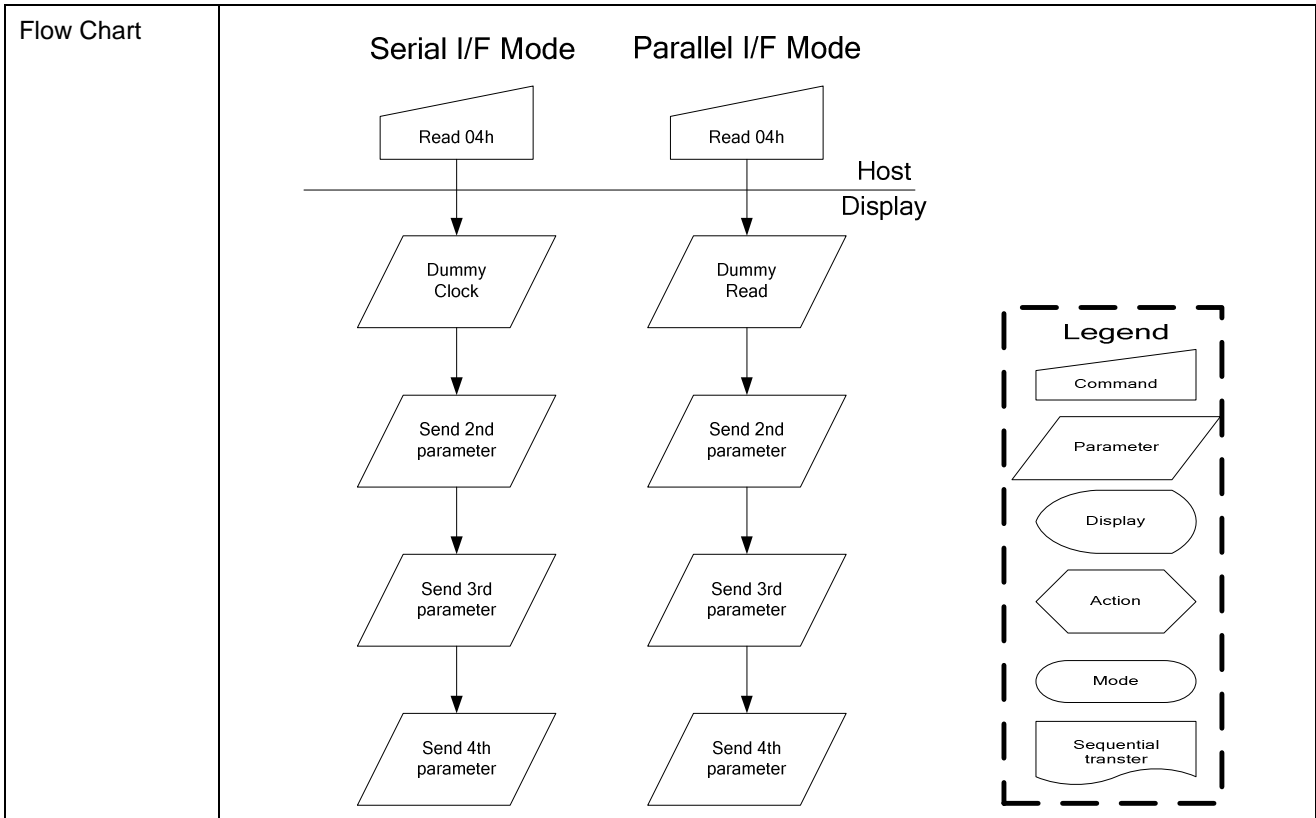 Flow Chart
Serial I/F Mode
Parallel I/F Mode
Read 04h
Read 04h
Host
Display
Dummy
Clock
Dummy
Read
Send 2nd
parameter
Send 2nd
parameter
Send 3rd
parameter
Send 3rd
parameter
Send 4th
parameter
Send 4th
parameter
Legend
Command
Parameter
Display
Action
Mode
Sequential
transter